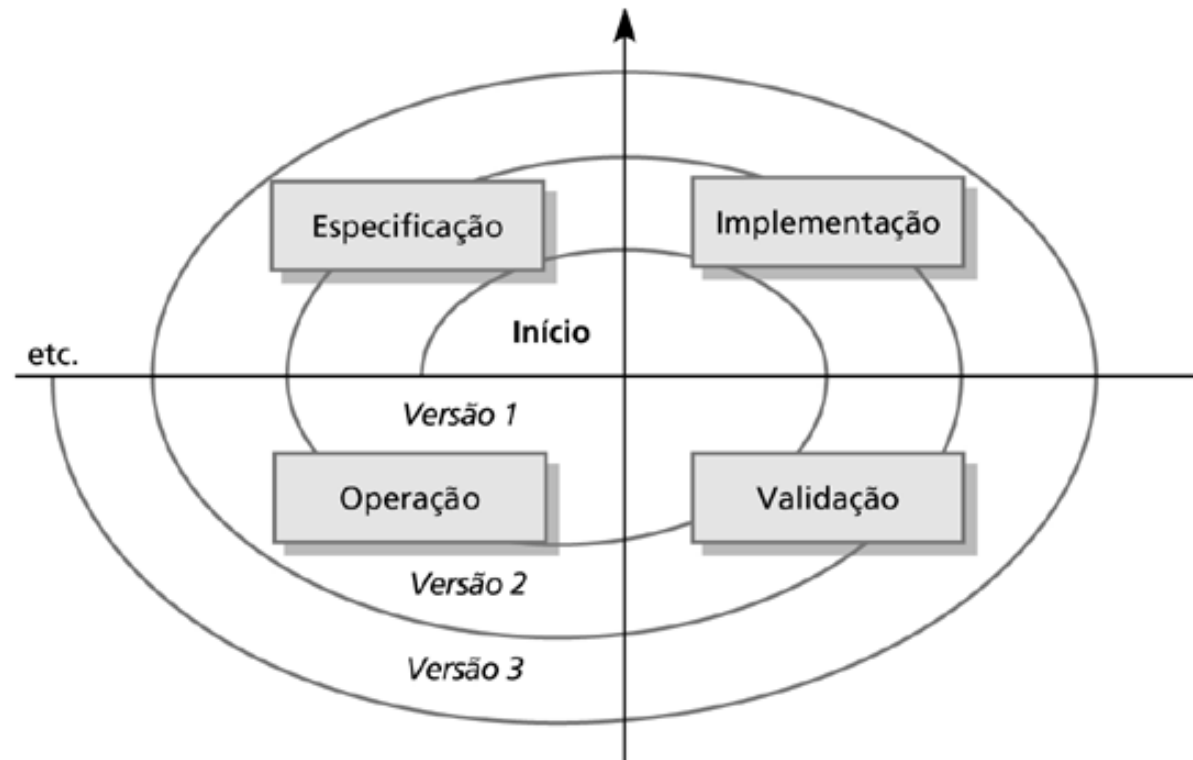 Especificação
Implementação
Início
etc.
Versão 1
Operação
Validação
Versão 2
Versão 3